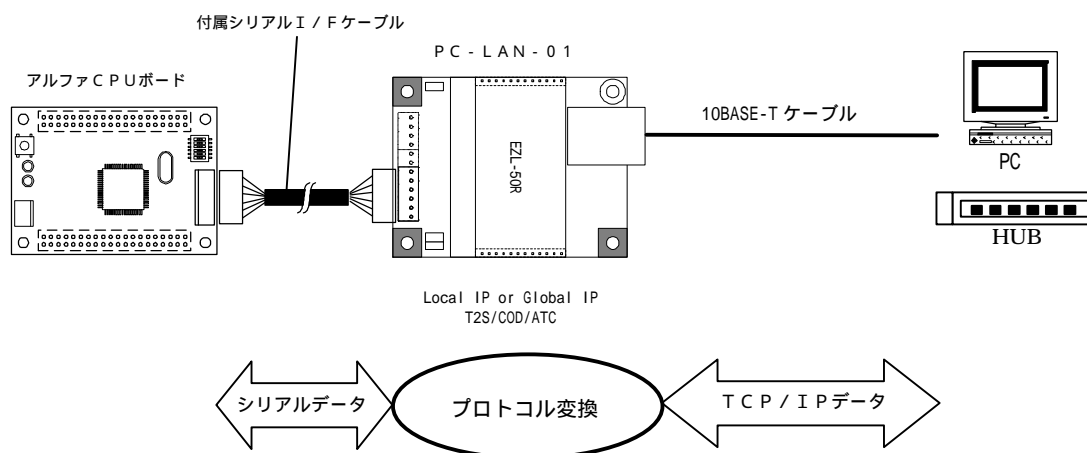 付属シリアルＩ/Ｆケーブル
ＰＣ-ＬＡＮ-０１
アルファＣＰＵボード
10BASE-T ケーブル
EZL-50R
PC
HUB
Local IP or Global IP
T2S/COD/ATC
シリアルデータ
プロトコル変換
ＴＣＰ/ＩＰデータ